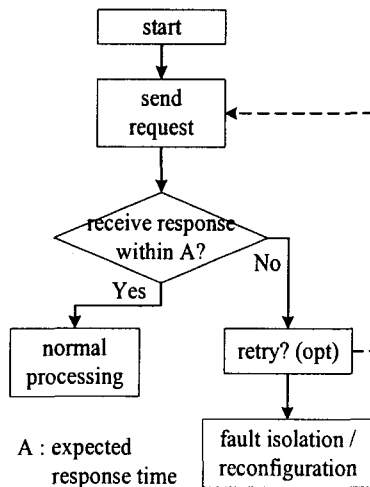 start
send
request
receive response
within A?
Yes
No
normal
processing
retry? (opt)
A : expected
response time
fault isolation /
reconfiguration